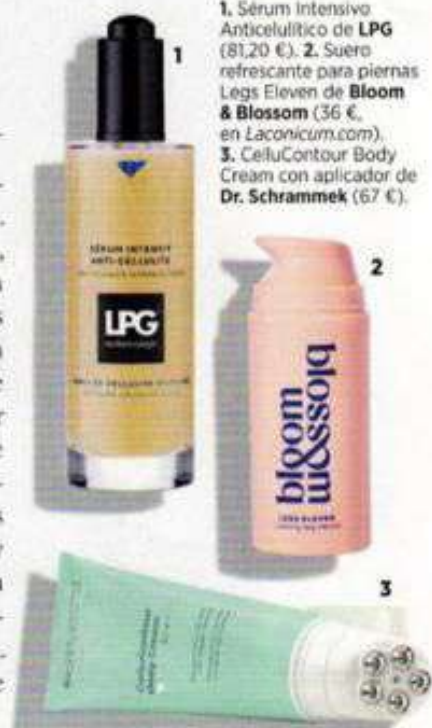 1. Sérum Intensivo
Anticelulítico de LPG
(81,20 €). 2. Suero
refrescante para piernas
Legs Eleven de Bloom
& Blossom (36 €,
en Laconicum.com).
3. CelluContour Body
Cream con aplicador de
Dr. Schrammek (67 €).
1
SÉRUM INTENSIF
ANTI-CELLULITE
LPG
2
bloom
&blossom
LEGS ELEVEN
3